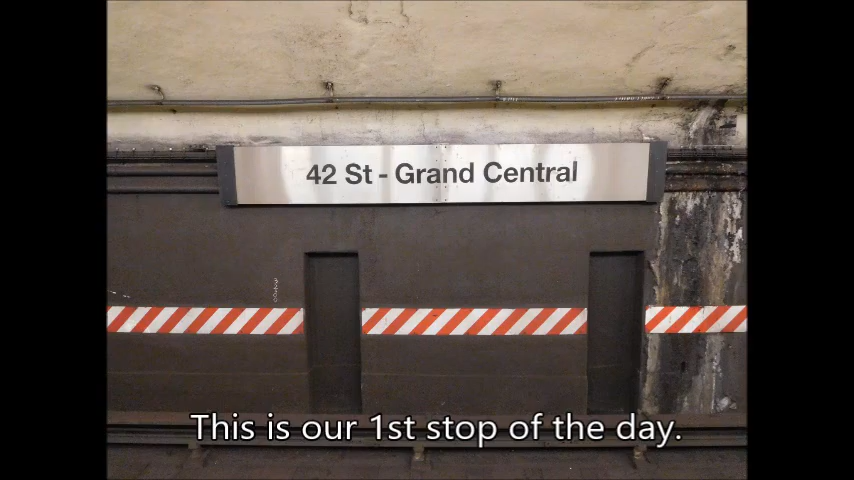 42 St - Grand Central
This is our 1st stop of the day.